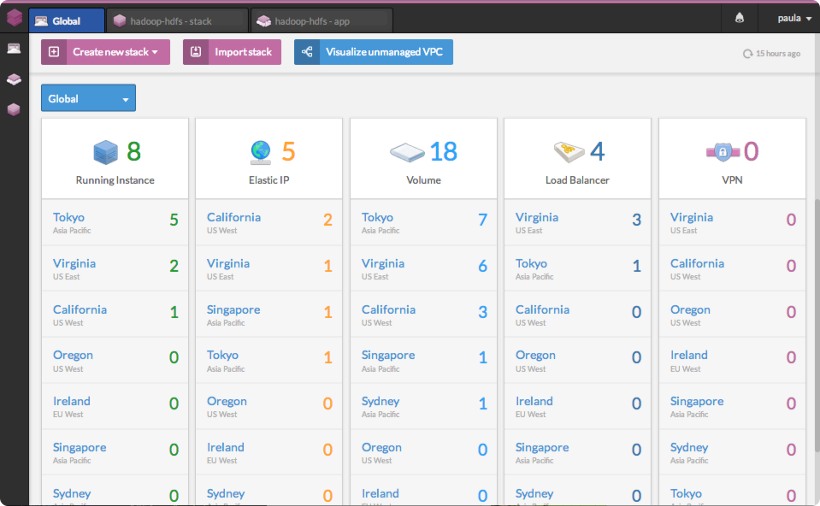 Global
hadoop-hdfs - stack
hadoop-hdfs - app
paula
Create new stack
Import stack
Visualize unmanaged VPC
15 hours ago
Global
8
Running Instance
Tokyo 5
Asia Pacific
Virginia 2
US East
California 1
US West
Oregon 0
US West
Ireland 0
EU West
Singapore 0
Asia Pacific
Sydney 0
5
Elastic IP
California 2
US West
Virginia 1
US East
Singapore 1
Asia Pacific
Tokyo 1
Asia Pacific
Oregon 0
US West
Ireland 0
EU West
Sydney 0
18
Volume
Tokyo 7
Asia Pacific
Virginia 6
US East
California 3
US West
Singapore 1
Asia Pacific
Sydney 1
Asia Pacific
Oregon 0
US West
Ireland 0
4
Load Balancer
Virginia 3
US East
Tokyo 1
Asia Pacific
California 0
US West
Oregon 0
US West
Ireland 0
EU West
Singapore 0
Asia Pacific
Sydney 0
0
VPN
Virginia 0
US East
California 0
US West
Oregon 0
US West
Ireland 0
EU West
Singapore 0
Asia Pacific
Sydney 0
Asia Pacific
Tokyo 0